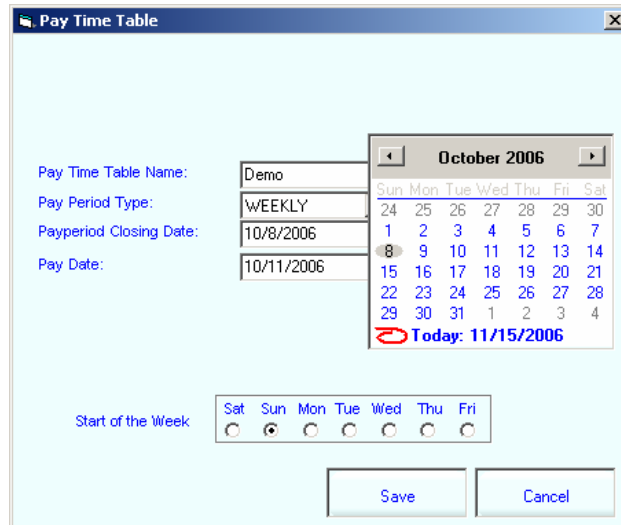 Pay Time Table
Pay Time Table Name: Demo
Pay Period Type: WEEKLY
Payperiod Closing Date: 10/8/2006
Pay Date: 10/11/2006
October 2006
Sun Mon Tue Wed Thu Fri Sat
24 25 26 27 28 29 30
1 2 3 4 5 6 7
8 9 10 11 12 13 14
15 16 17 18 19 20 21
22 23 24 25 26 27 28
29 30 31 1 2 3 4
Today: 11/15/2006
Sat Sun Mon Tue Wed Thu Fri
Start of the Week
Save Cancel